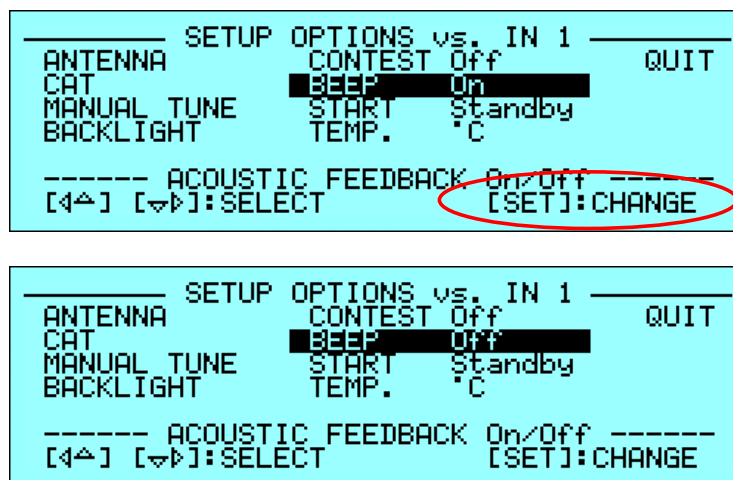 SETUP OPTIONS vs. IN 1
ANTENNA CONTEST Off QUIT
CAT BEEP On
MANUAL TUNE START Standby
BACKLIGHT TEMP. °C
------ ACOUSTIC FEEDBACK On/Off ------
[◁△] [▽▷]:SELECT [SET]:CHANGE
SETUP OPTIONS vs. IN 1
ANTENNA CONTEST Off QUIT
CAT BEEP Off
MANUAL TUNE START Standby
BACKLIGHT TEMP. °C
------ ACOUSTIC FEEDBACK On/Off ------
[◁△] [▽▷]:SELECT [SET]:CHANGE